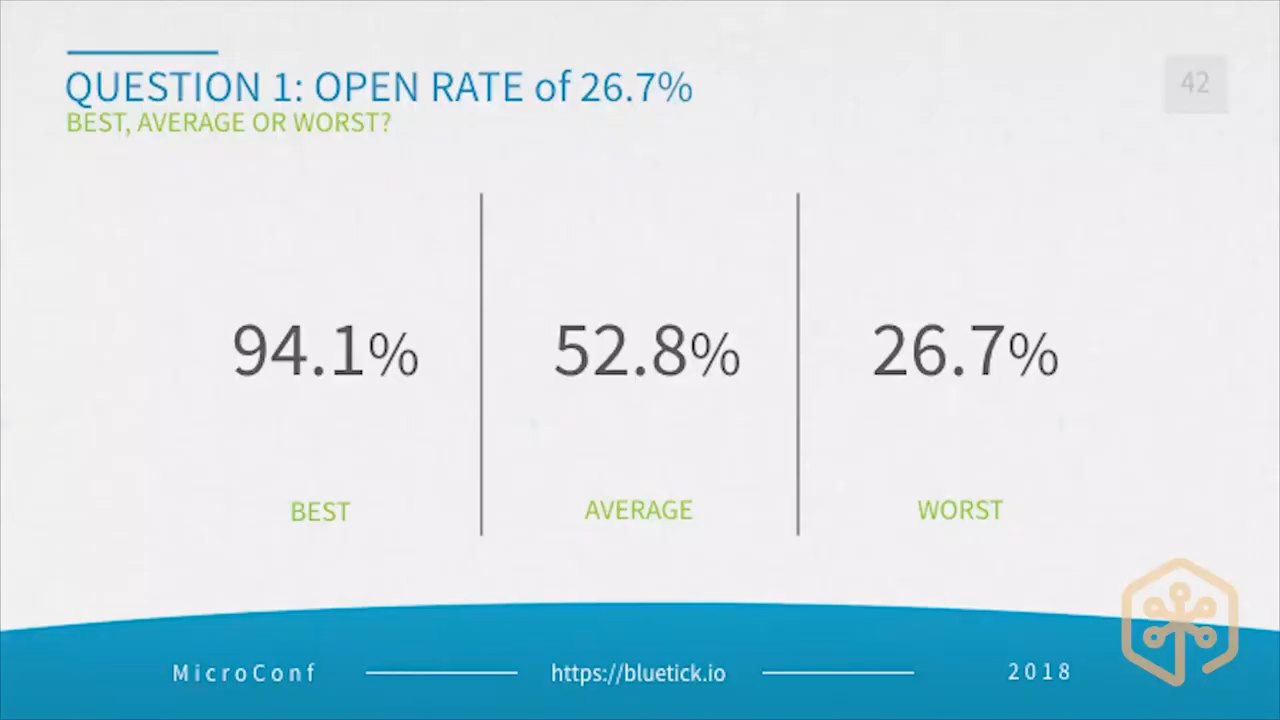 QUESTION 1: OPEN RATE of 26.7%
42
BEST, AVERAGE OR WORST?
94.1%
52.8%
26.7%
BEST
AVERAGE
WORST
MicroConf
https://bluetick.io
2018